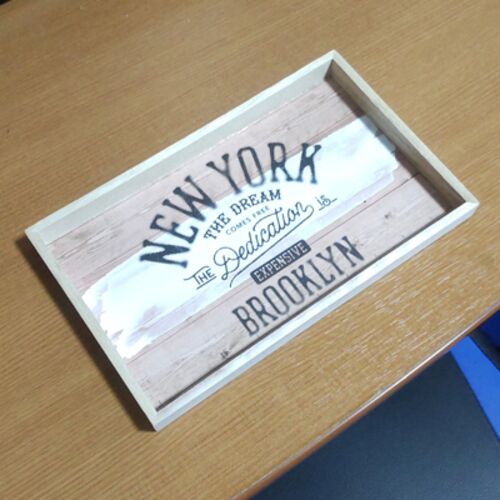 NEW YORK
THE DREAM
COMES FREE
THE Dedication is
EXPENSIVE
BROOKLYN